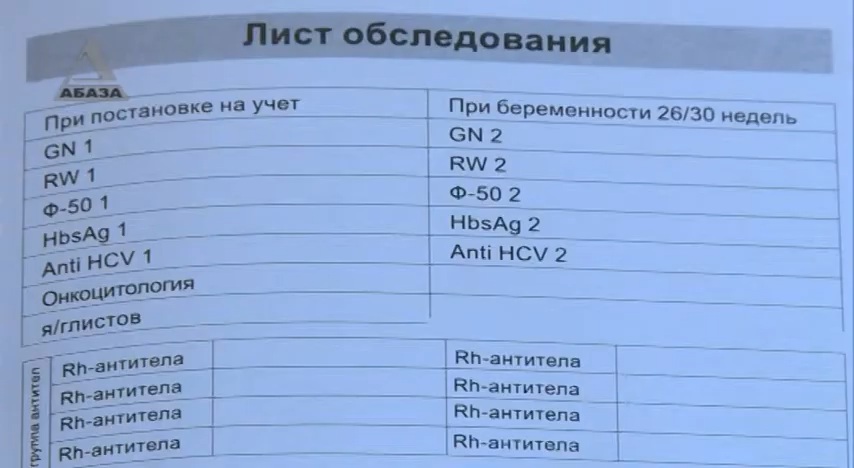 Лист обследования
АБАЗА
При постановке на учет При беременности 26/30 недель
GN 1 GN 2
RW 1 RW 2
Ф-50 1 Ф-50 2
HbsAg 1 HbsAg 2
Anti HCV 1 Anti HCV 2
Онкоцитология
я/глистов
группа антител
Rh-антитела Rh-антитела
Rh-антитела Rh-антитела
Rh-антитела Rh-антитела
Rh-антитела Rh-антитела